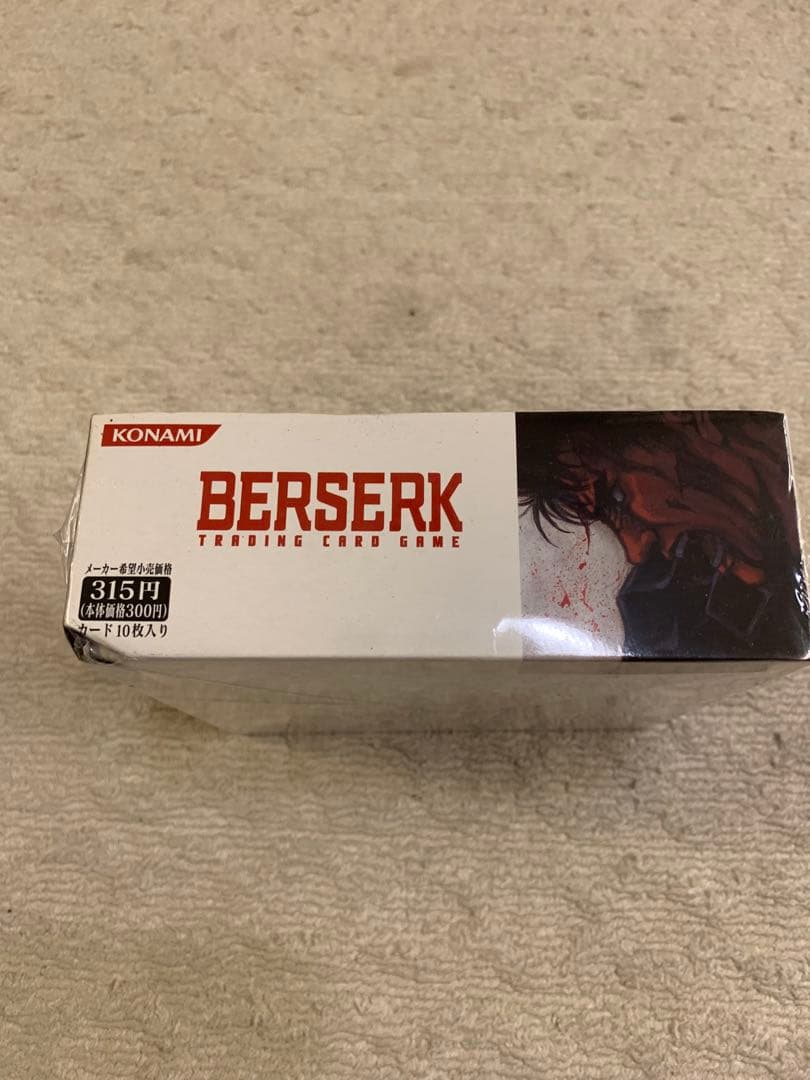 KONAMI
BERSERK
TRADING CARD GAME
メーカー希望小売価格
315円
(本体価格300円)
カード10枚入り